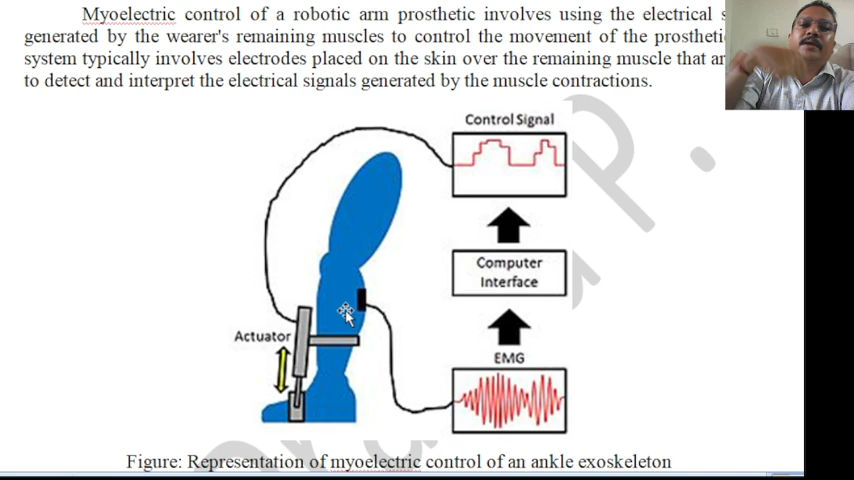 Myoelectric control of a robotic arm prosthetic involves using the electrical
generated by the wearer's remaining muscles to control the movement of the
system typically involves electrodes placed on the skin over the remaining muscle that
to detect and interpret the electrical signals generated by the muscle contractions.
Control Signal
Computer
Interface
Actuator
EMG
Figure: Representation of myoelectric control of an ankle exoskeleton